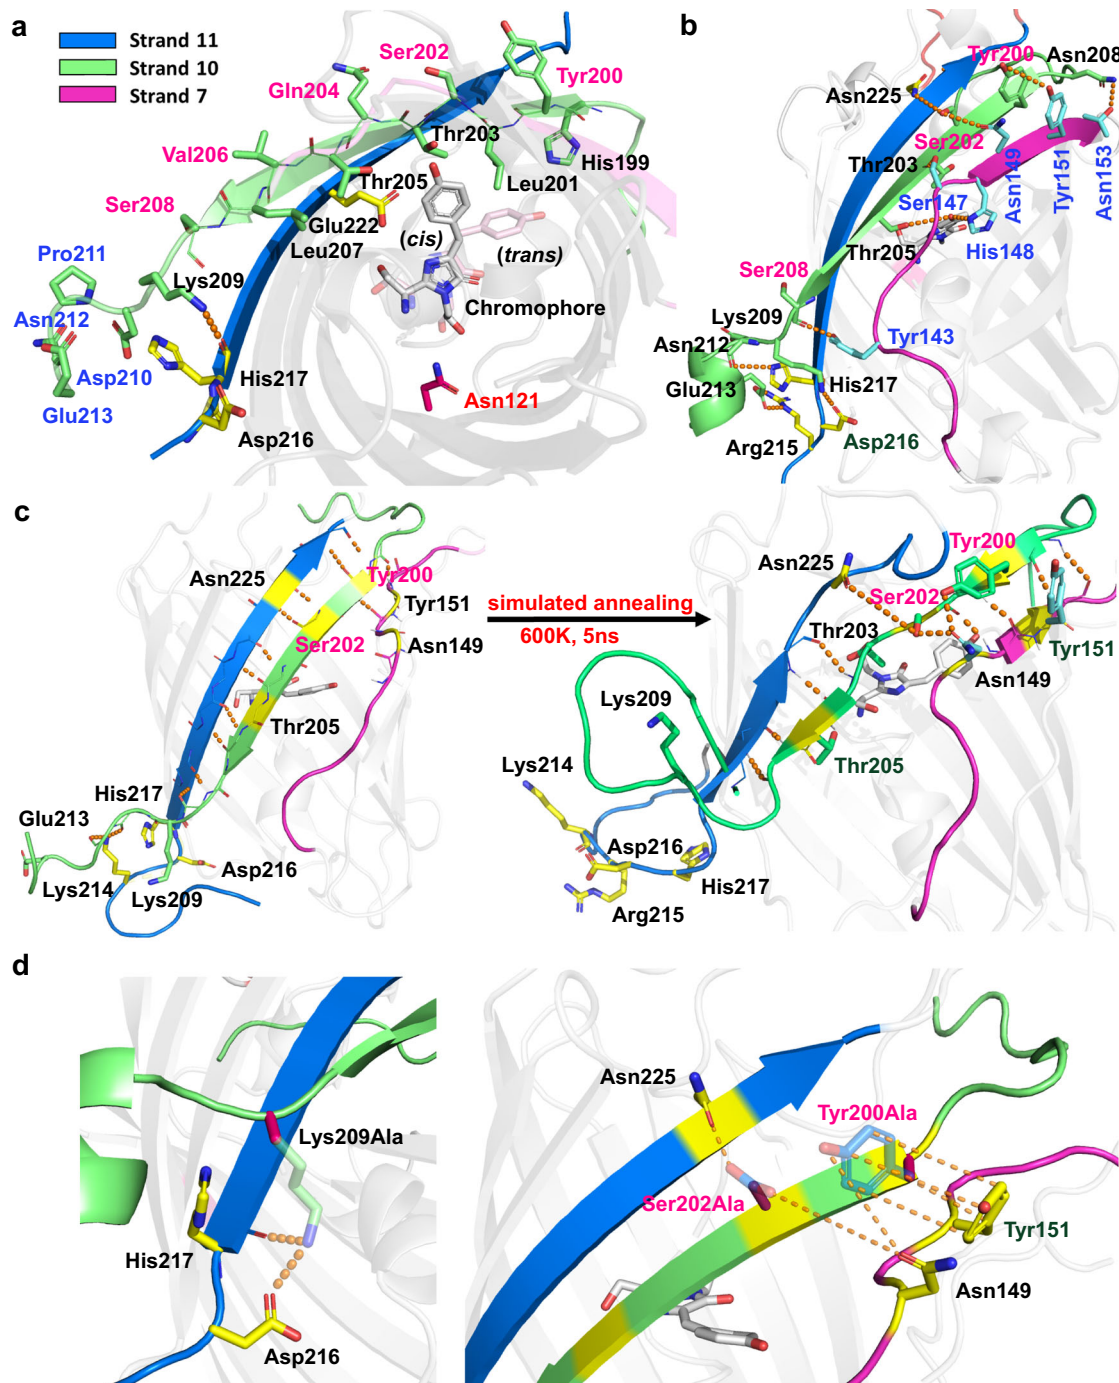 a
Strand 11
Strand 10
Strand 7
Ser202
Gln204
Tyr200
Thr203
His199
Val206
Thr205
Leu201
Ser208
Glu222
Leu207
(cis)
(trans)
Pro211
Lys209
Chromophore
Asn212
Asp210
His217
Asn121
Glu213
Asp216
b
Tyr200
Asn208
Asn225
Ser202
Thr203
Ser147
Asn149
Tyr151
Asn153
Thr205
His148
Ser208
Lys209
Asn212
Tyr143
Glu213
His217
Arg215
Asp216
c
Asn225
Tyr200
Tyr151
Ser202
Asn149
Thr205
His217
Glu213
Asp216
Lys214
Lys209
simulated annealing
600K, 5ns
Tyr200
Asn225
Ser202
Thr203
Tyr151
Asn149
Lys209
Lys214
Thr205
Asp216
His217
Arg215
d
Lys209Ala
His217
Asp216
Asn225
Tyr200Ala
Ser202Ala
Tyr151
Asn149